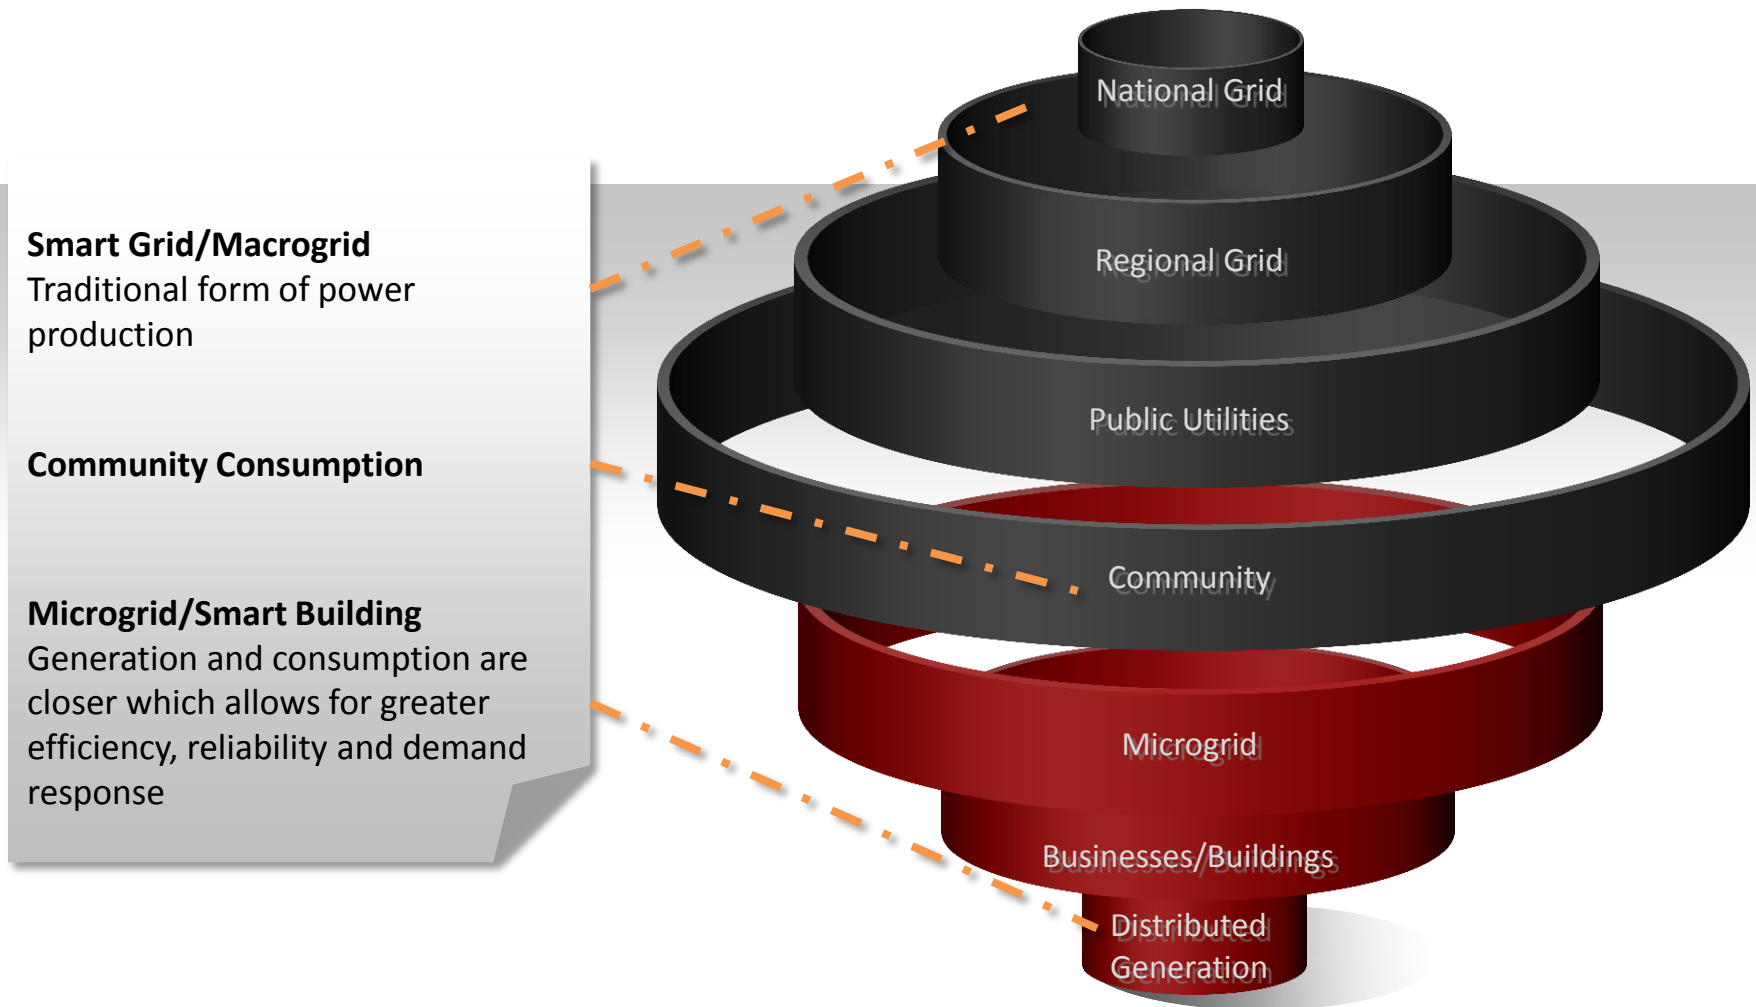 Smart Grid/Macrogrid
Traditional form of power
production
Community Consumption
Microgrid/Smart Building
Generation and consumption are
closer which allows for greater
efficiency, reliability and demand
response
National Grid
Regional Grid
Public Utilities
Community
Microgrid
Businesses/Buildings
Distributed
Generation